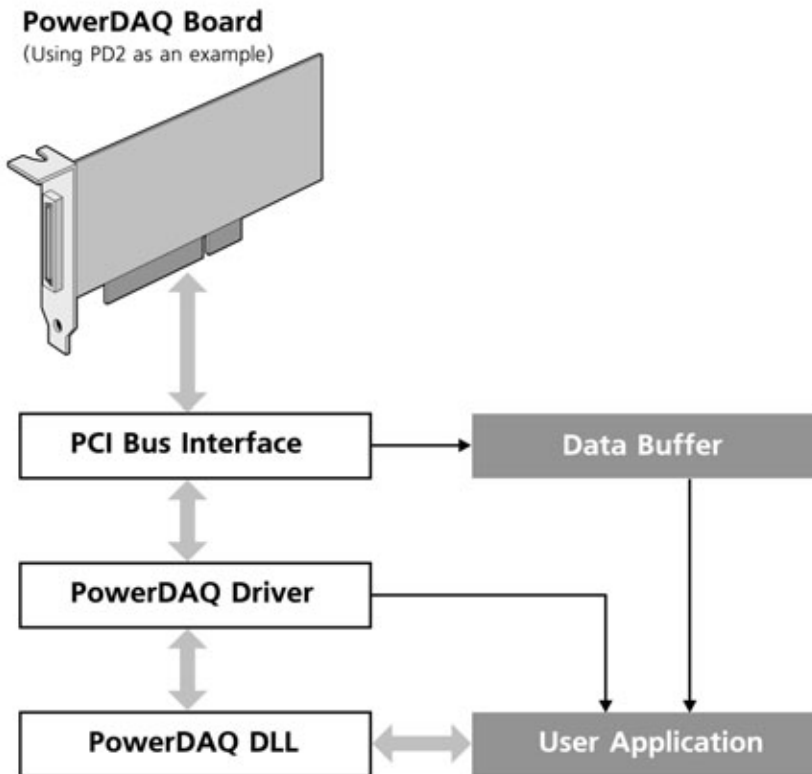 PowerDAQ Board
(Using PD2 as an example)
PCI Bus Interface
Data Buffer
PowerDAQ Driver
PowerDAQ DLL
User Application